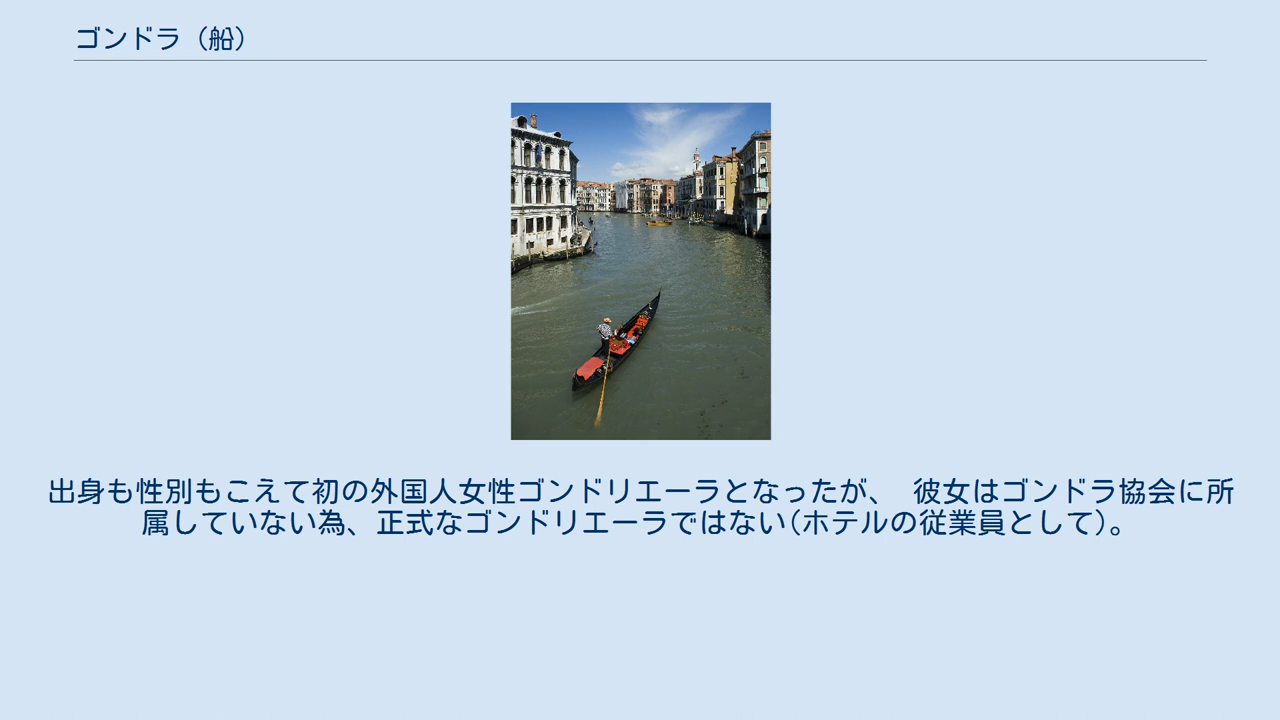 ゴンドラ（船）
出身も性別もこえて初の外国人女性ゴンドリエーラとなったが、 彼女はゴンドラ協会に所
属していない為、正式なゴンドリエーラではない(ホテルの従業員として)。